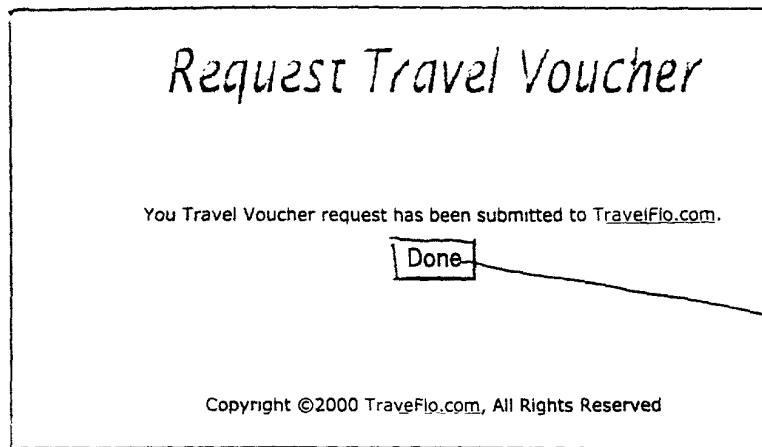 Request Travel Voucher
You Travel Voucher request has been submitted to TravelFlo.com.
Done
Copyright ©2000 TraveFlo.com, All Rights Reserved